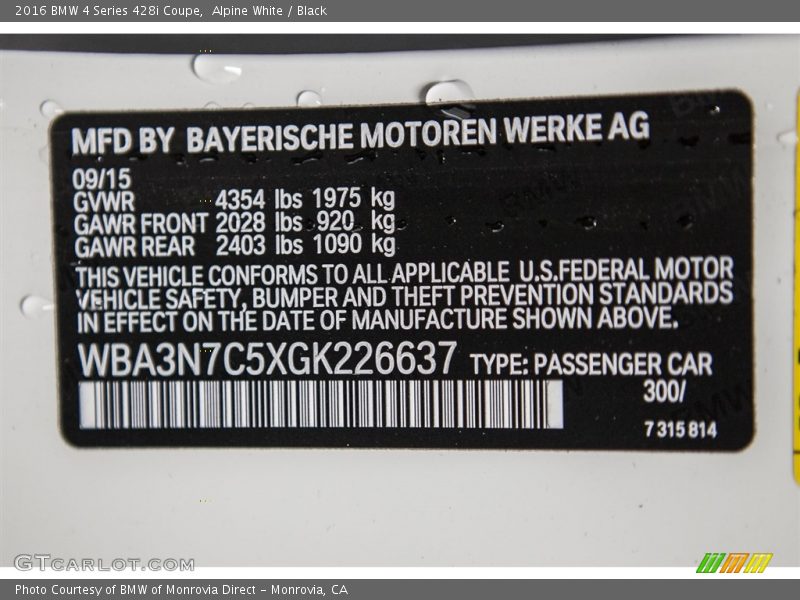 2016 BMW 4 Series 428i Coupe, Alpine White / Black
MFD BY BAYERISCHE MOTOREN WERKE AG
09/15
GVWR 4354 lbs 1975 kg
GAWR FRONT 2028 lbs 920 kg
GAWR REAR 2403 lbs 1090 kg
THIS VEHICLE CONFORMS TO ALL APPLICABLE U.S.FEDERAL MOTOR
VEHICLE SAFETY, BUMPER AND THEFT PREVENTION STANDARDS
IN EFFECT ON THE DATE OF MANUFACTURE SHOWN ABOVE.
WBA3N7C5XGK226637 TYPE: PASSENGER CAR
300/
7 315 814
GTCARLOT.COM
Photo Courtesy of BMW of Monrovia Direct - Monrovia, CA